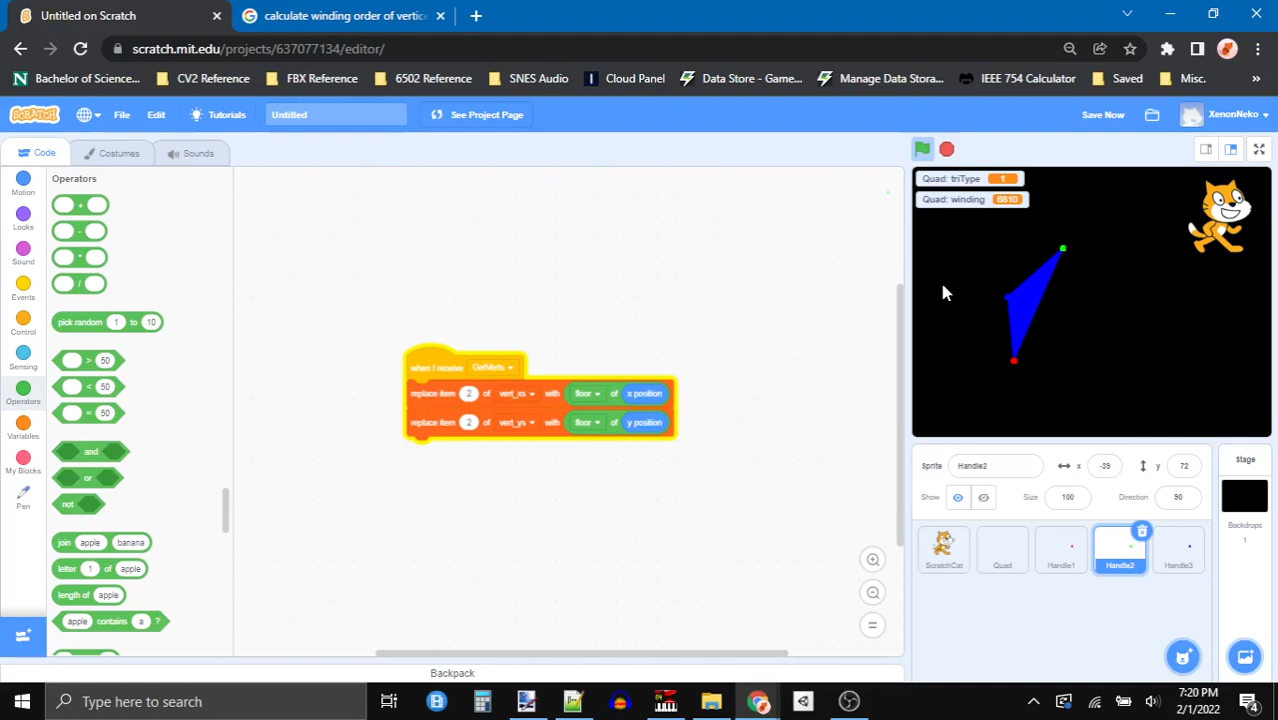 Untitled on Scratch
calculate winding order of vertice
scratch.mit.edu/projects/637077134/editor/
Bachelor of Science...
CV2 Reference
FBX Reference
6502 Reference
SNES Audio
Cloud Panel
Data Store - Game...
Manage Data Stora...
IEEE 754 Calculator
Saved
Misc.
»
SCRATCH
File
Edit
Tutorials
Untitled
See Project Page
Save Now
XenonNeko
Code
Costumes
Sounds
Motion
Looks
Sound
Events
Control
Sensing
Operators
Variables
My Blocks
Pen
Operators
+
-
*
/
pick random 1 to 10
> 50
< 50
= 50
and
or
not
join apple banana
letter 1 of apple
length of apple
apple contains a ?
when I receive GetVerts
replace item 2 of vert_xs with floor of x position
replace item 2 of vert_ys with floor of y position
Backpack
Quad: triType 1
Quad: winding 6810
Sprite Handle2 x -39 y 72
Show Size 100 Direction 90
ScratchCat
Quad
Handle1
Handle2
Handle3
Stage
Backdrops
1
Type here to search
7:20 PM
2/1/2022
4